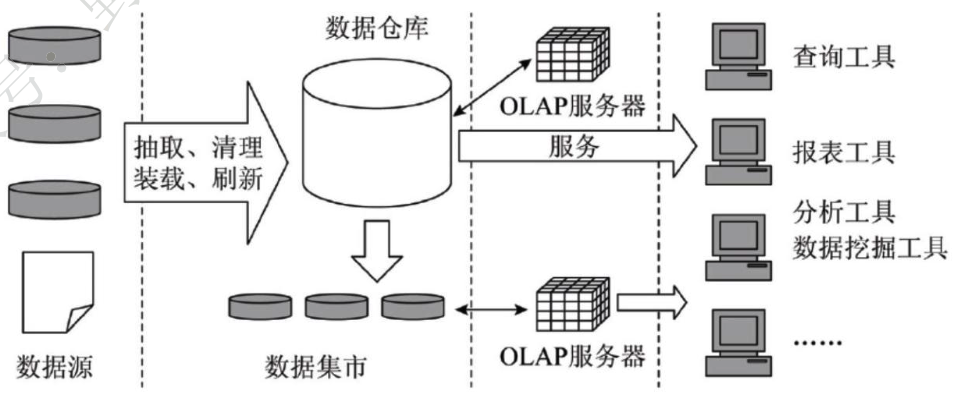 数据仓库
OLAP服务器
查询工具
抽取、清理
装载、刷新
服务
报表工具
分析工具
数据挖掘工具
数据源
数据集市
OLAP服务器
……